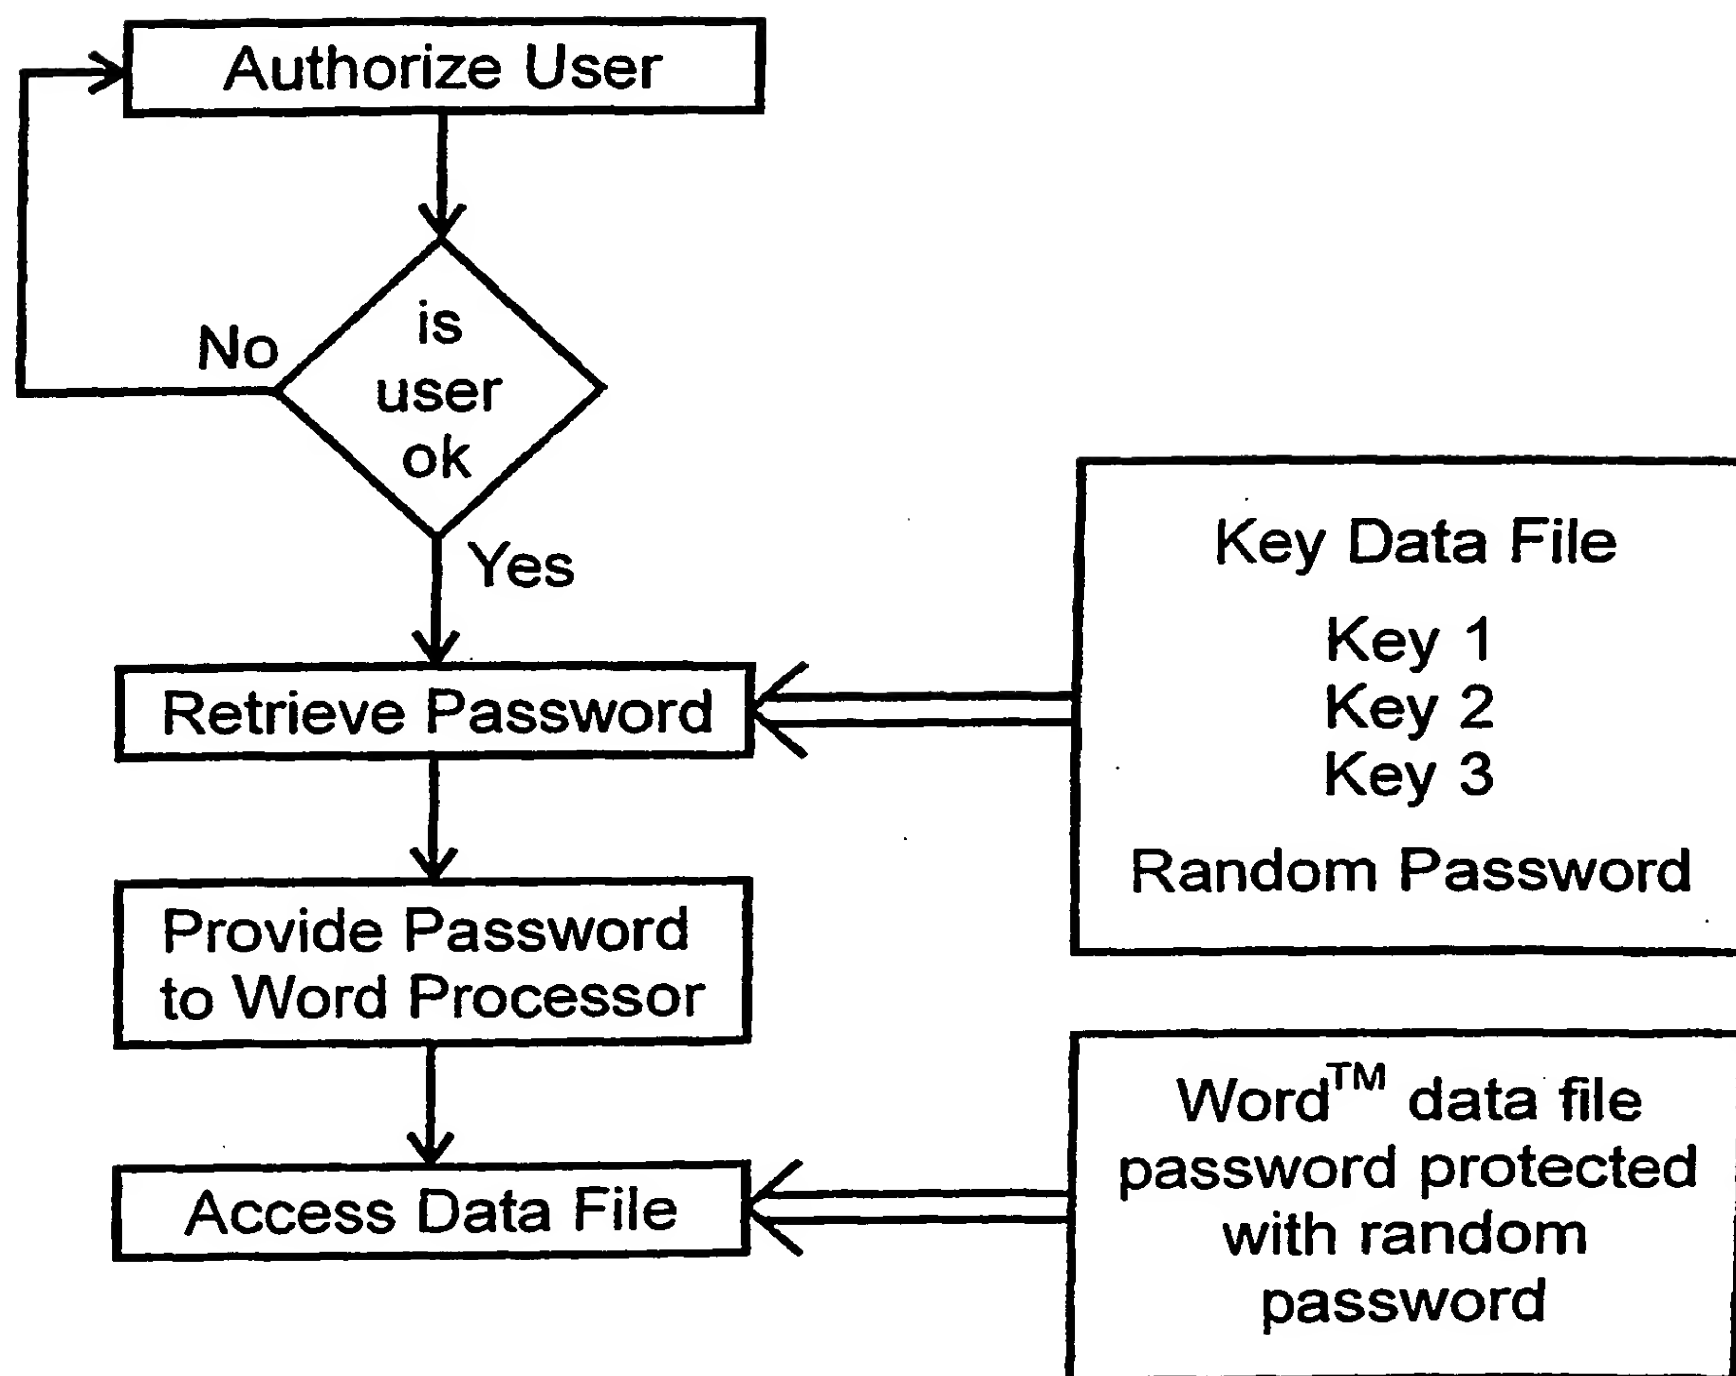 Authorize User
is
user
ok
No
Yes
Retrieve Password
Provide Password
to Word Processor
Access Data File
Key Data File
Key 1
Key 2
Key 3
Random Password
Word™ data file
password protected
with random
password